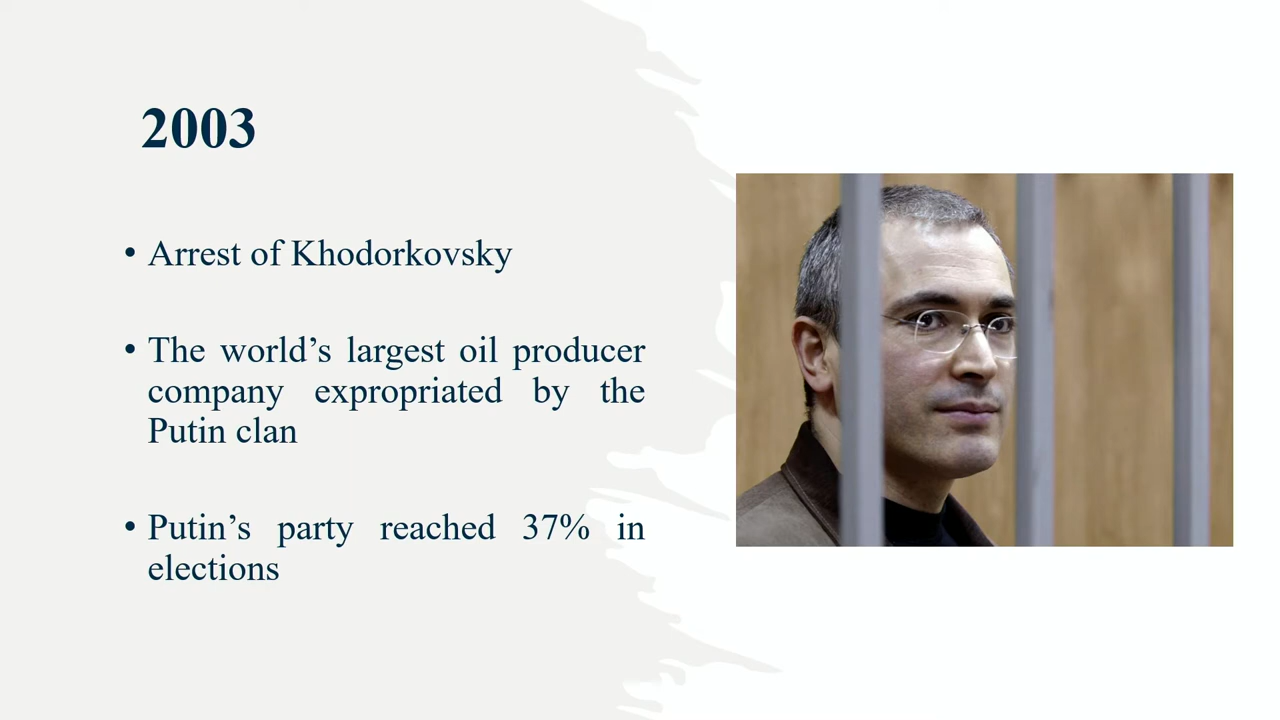 2003
• Arrest of Khodorkovsky
• The world’s largest oil producer
company expropriated by the
Putin clan
• Putin’s party reached 37% in
elections